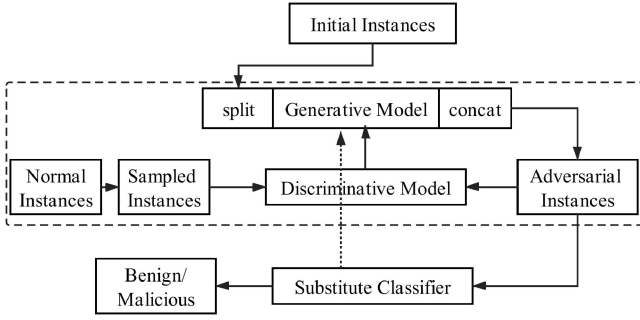 Initial Instances
split
Generative Model
concat
Normal
Instances
Sampled
Instances
Discriminative Model
Adversarial
Instances
Benign/
Malicious
Substitute Classifier